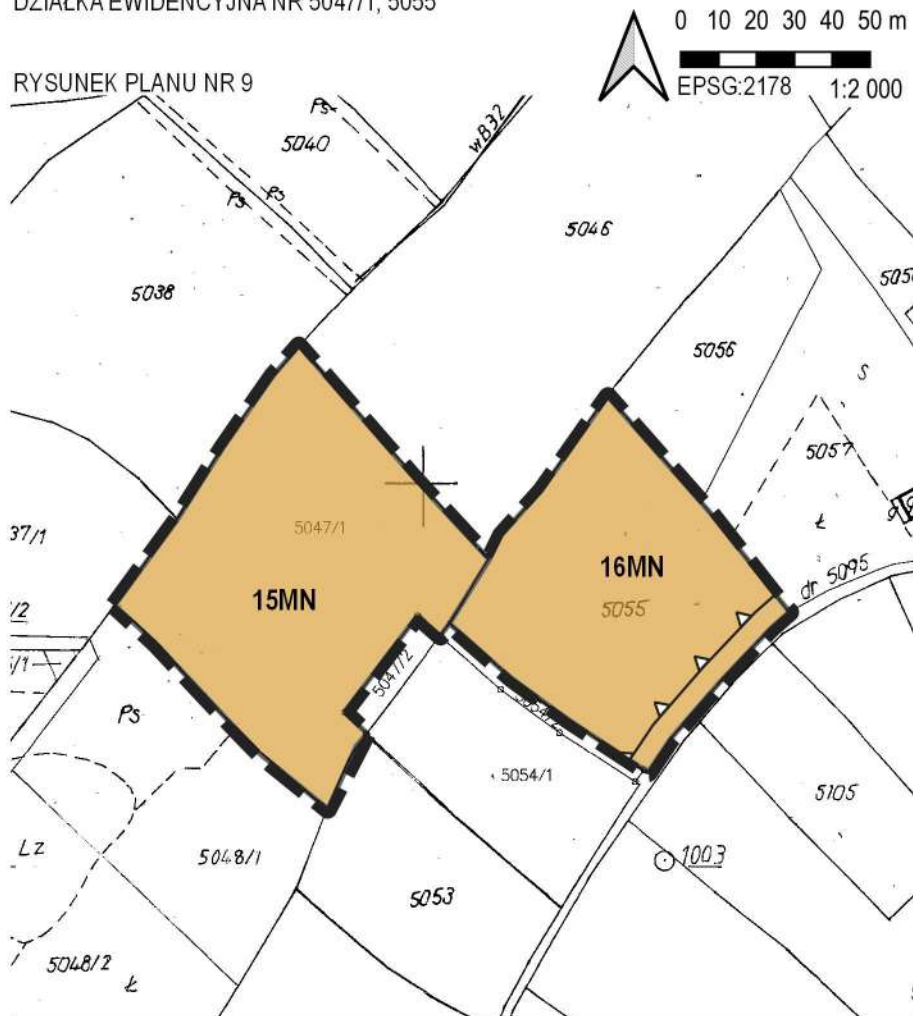 DZIAŁKA EWIDENCYJNA NR 5047/1, 5055
0 10 20 30 40 50 m
EPSG:2178 1:2 000
RYSUNEK PLANU NR 9
Ps
5040
wB32
Ps
Ps
5046
5038
5056
S
5057
5047/1
37/1
16MN
Ł
dr 5095
15MN
5055
/2
5047/2
Ps
5054/1
5105
Lz
5048/1
1003
5053
5048/2
Ł